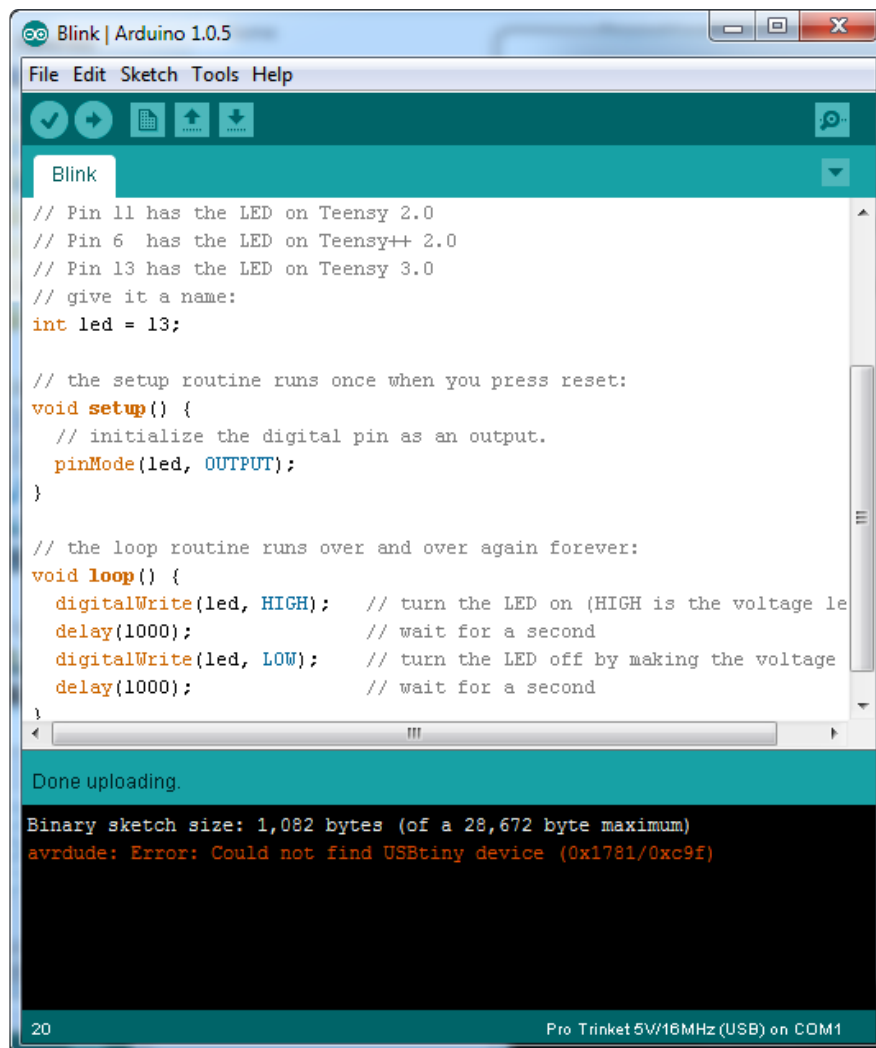 Blink | Arduino 1.0.5
File Edit Sketch Tools Help
Blink
// Pin 11 has the LED on Teensy 2.0
// Pin 6  has the LED on Teensy++ 2.0
// Pin 13 has the LED on Teensy 3.0
// give it a name:
int led = 13;
// the setup routine runs once when you press reset:
void setup() {
  // initialize the digital pin as an output.
  pinMode(led, OUTPUT);
}
// the loop routine runs over and over again forever:
void loop() {
  digitalWrite(led, HIGH);   // turn the LED on (HIGH is the voltage le
  delay(1000);               // wait for a second
  digitalWrite(led, LOW);    // turn the LED off by making the voltage
  delay(1000);               // wait for a second
}
Done uploading.
Binary sketch size: 1,082 bytes (of a 28,672 byte maximum)
avrdude: Error: Could not find USBtiny device (0x1781/0xc9f)
20 Pro Trinket 5V/16MHz (USB) on COM1